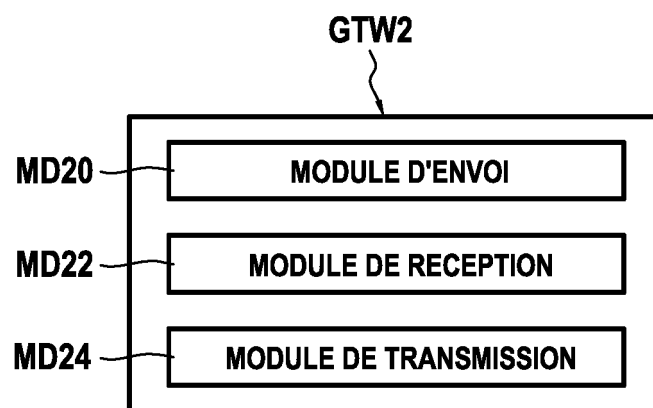 GTW2
MD20 MODULE D'ENVOI
MD22 MODULE DE RECEPTION
MD24 MODULE DE TRANSMISSION